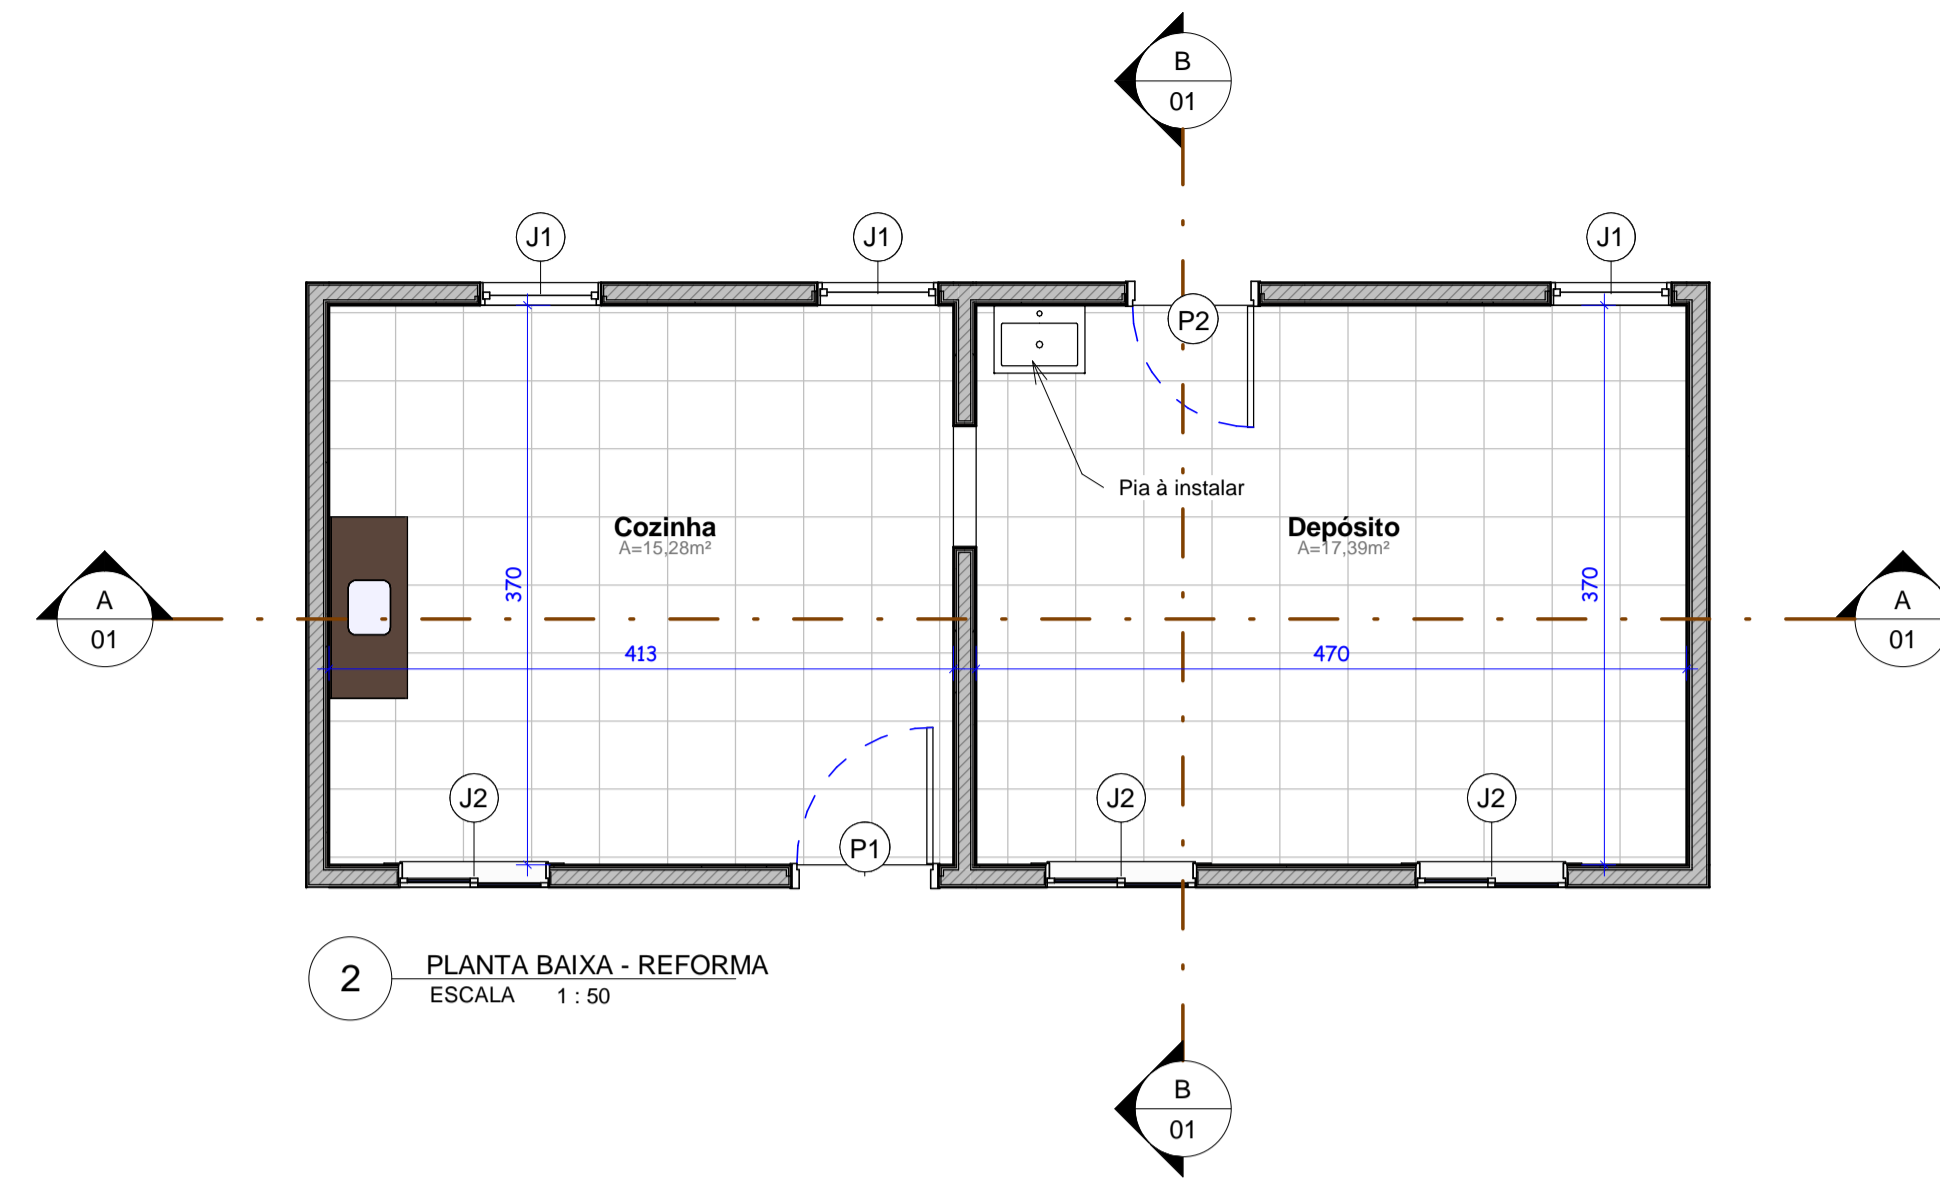 B
01
J1
J1
J1
P2
Pia à instalar
Cozinha
A=15,28m²
Depósito
A=17,39m²
370
370
A
01
A
01
413
470
J2
J2
J2
P1
2
PLANTA BAIXA - REFORMA
ESCALA 1 : 50
B
01